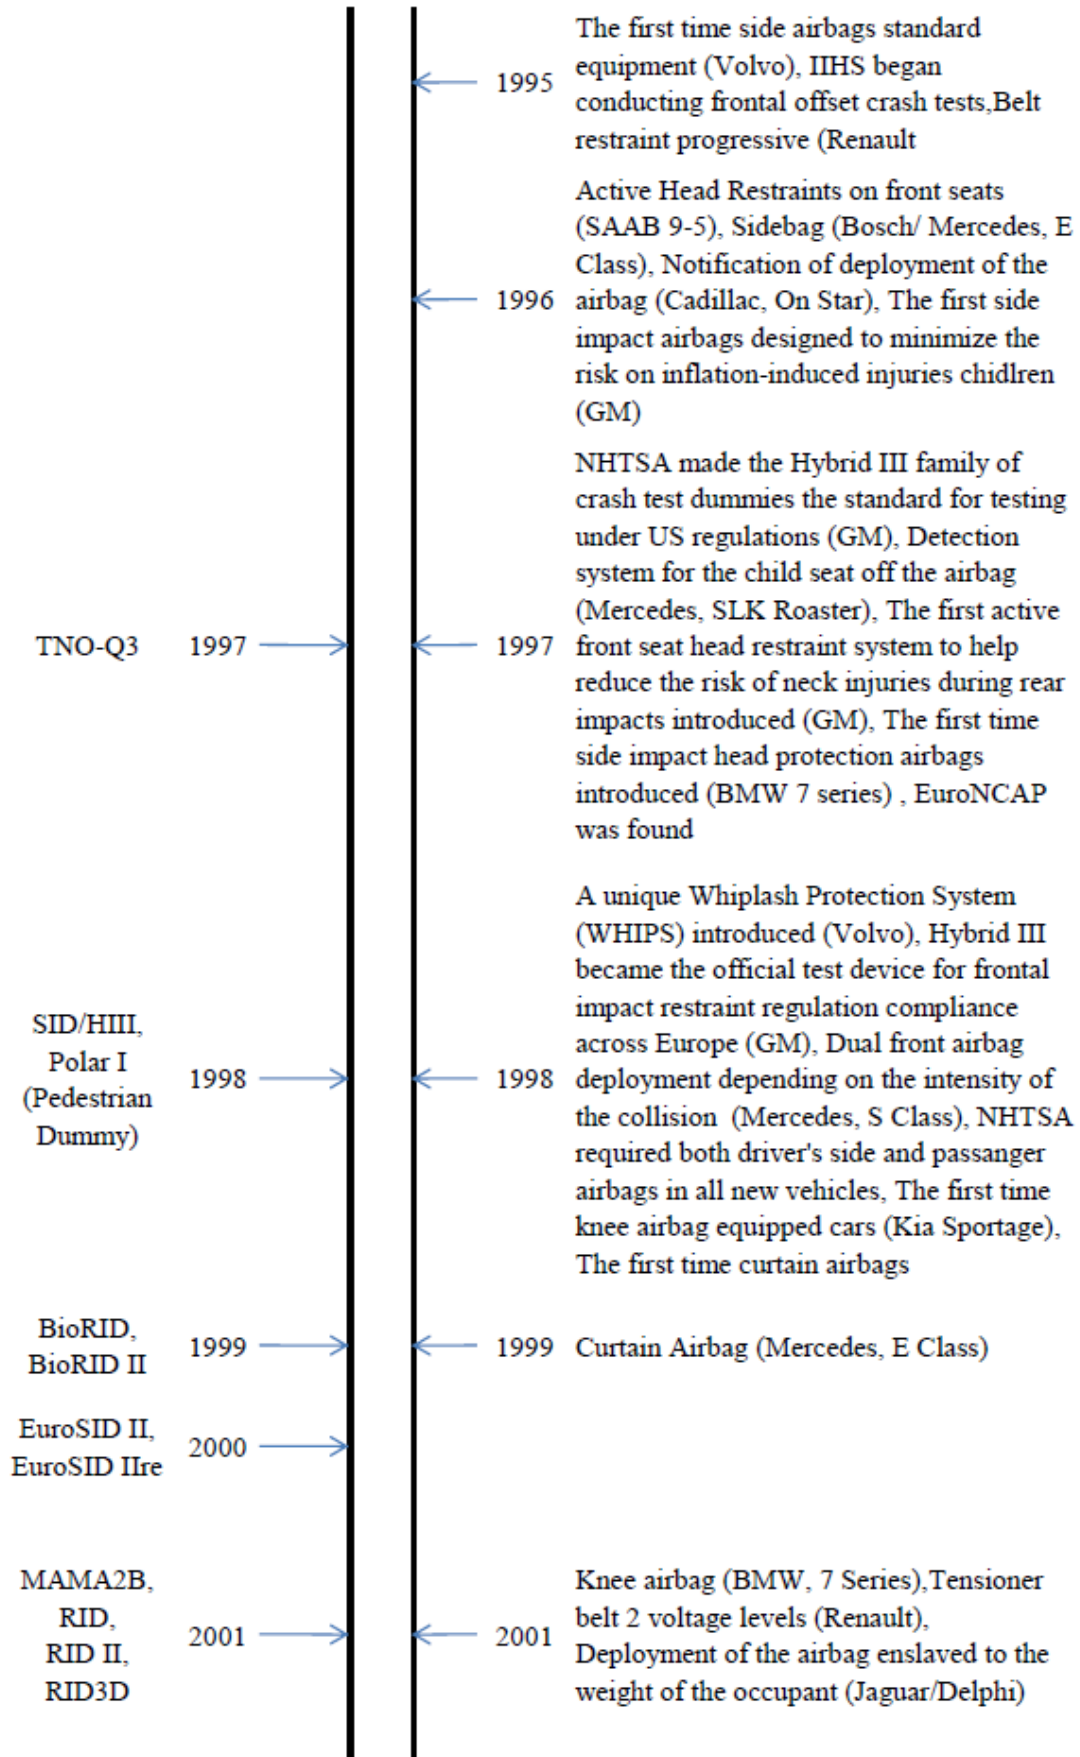 The first time side airbags standard
equipment (Volvo), IIHS began
1995
conducting frontal offset crash tests,Belt
restraint progressive (Renault
Active Head Restraints on front seats
(SAAB 9-5), Sidebag (Bosch/ Mercedes, E
Class), Notification of deployment of the
1996
airbag (Cadillac, On Star), The first side
impact airbags designed to minimize the
risk on inflation-induced injuries chidlren
(GM)
TNO-Q3
1997
1997
NHTSA made the Hybrid III family of
crash test dummies the standard for testing
under US regulations (GM), Detection
system for the child seat off the airbag
(Mercedes, SLK Roaster), The first active
front seat head restraint system to help
reduce the risk of neck injuries during rear
impacts introduced (GM), The first time
side impact head protection airbags
introduced (BMW 7 series) , EuroNCAP
was found
SID/HIII,
Polar I
(Pedestrian
Dummy)
1998
1998
A unique Whiplash Protection System
(WHIPS) introduced (Volvo), Hybrid III
became the official test device for frontal
impact restraint regulation compliance
across Europe (GM), Dual front airbag
deployment depending on the intensity of
the collision  (Mercedes, S Class), NHTSA
required both driver's side and passanger
airbags in all new vehicles, The first time
knee airbag equipped cars (Kia Sportage),
The first time curtain airbags
BioRID,
BioRID II
1999
1999
Curtain Airbag (Mercedes, E Class)
EuroSID II,
EuroSID IIre
2000
MAMA2B,
RID,
RID II,
RID3D
2001
2001
Knee airbag (BMW, 7 Series),Tensioner
belt 2 voltage levels (Renault),
Deployment of the airbag enslaved to the
weight of the occupant (Jaguar/Delphi)